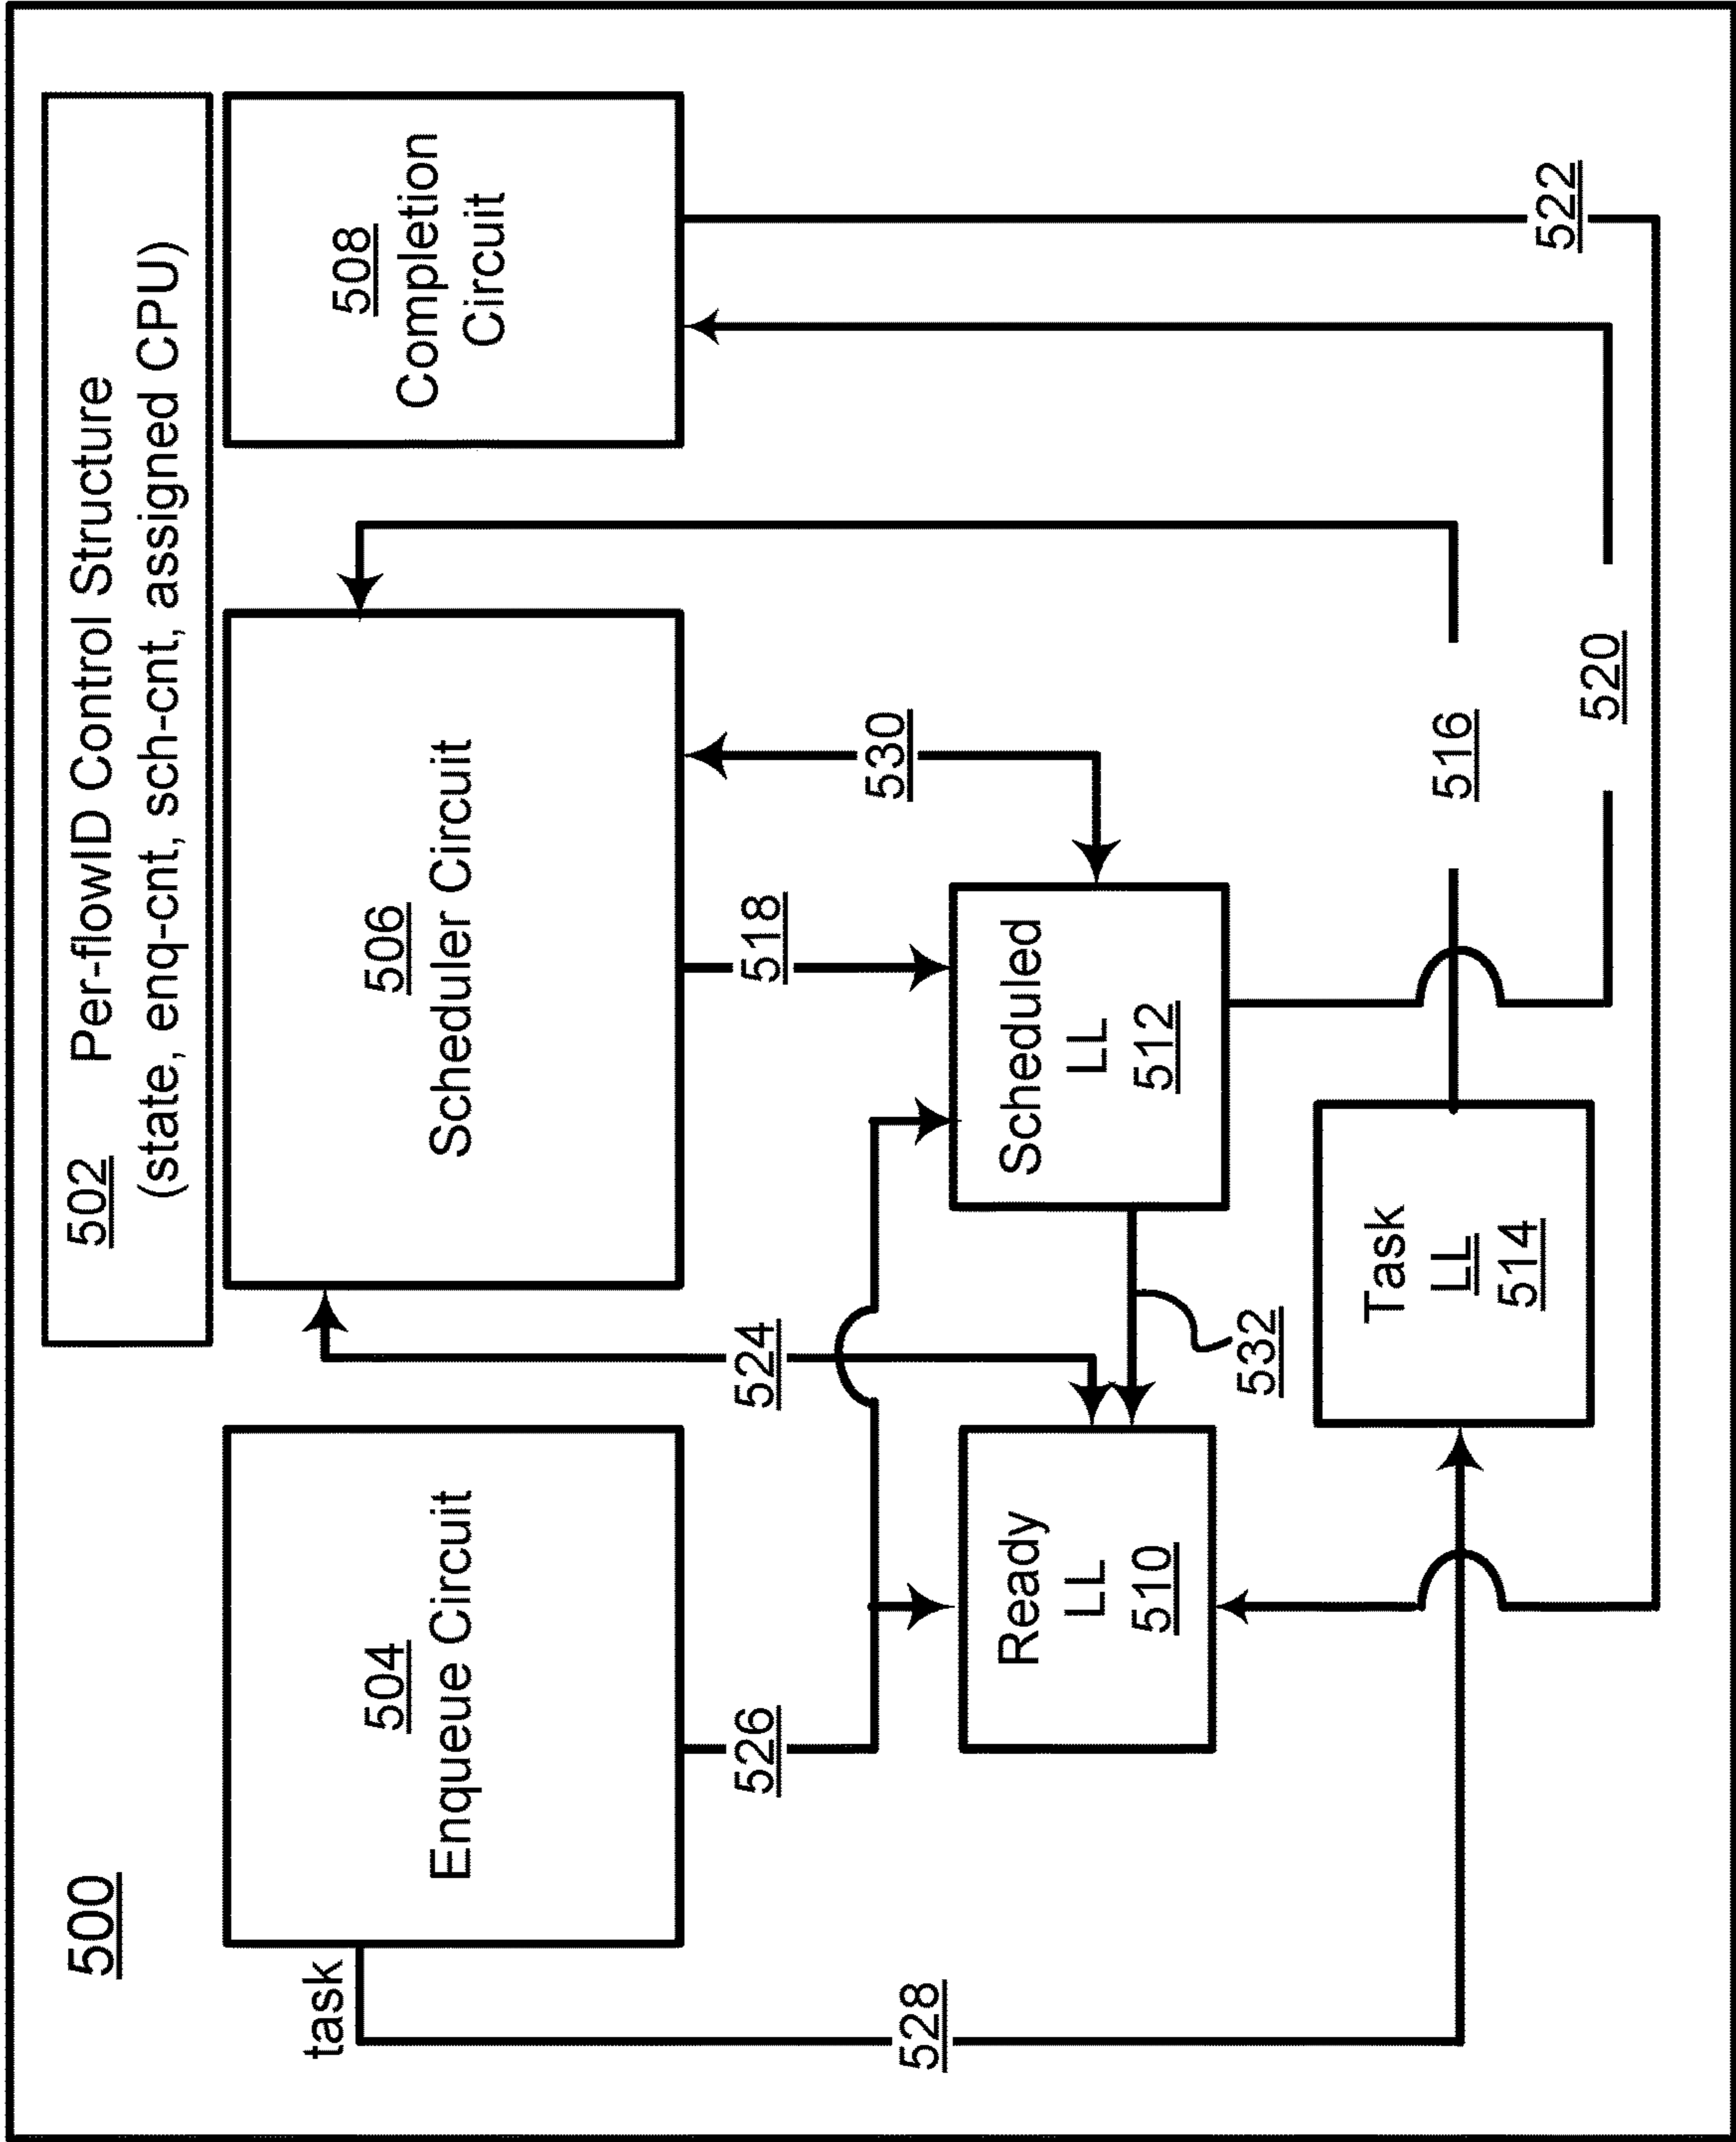 500
502 Per-flowID Control Structure
(state, enq-cnt, sch-cnt, assigned CPU)
task
504
Enqueue Circuit
506
Scheduler Circuit
508
Completion
Circuit
526
524
518
530
528
Ready
LL
510
532
Scheduled
LL
512
Task
LL
514
516
520
522